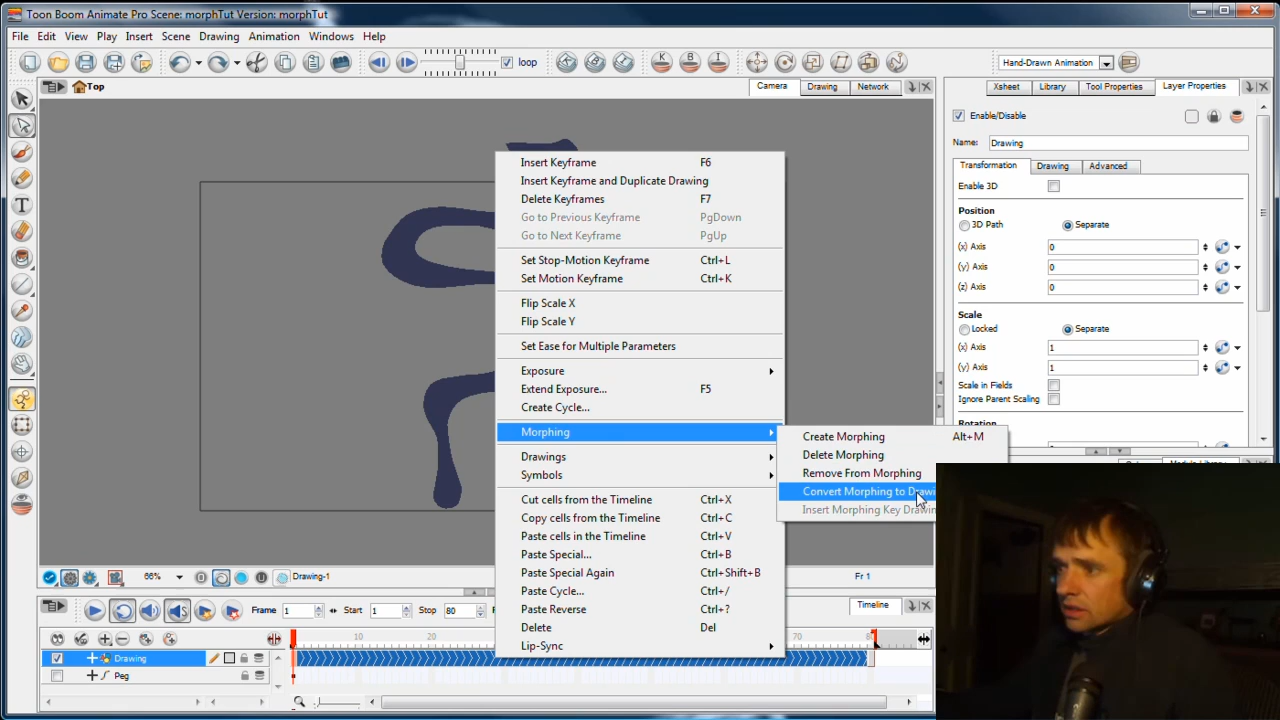 Toon Boom Animate Pro Scene: morphTut Version: morphTut
File Edit View Play Insert Scene Drawing Animation Windows Help
loop
K B I
Hand-Drawn Animation
Top
Camera Drawing Network
Xsheet Library Tool Properties Layer Properties
Enable/Disable
Name: Drawing
Transformation Drawing Advanced
Enable 3D
Position
3D Path Separate
(x) Axis 0
(y) Axis 0
(z) Axis 0
Scale
Locked Separate
(x) Axis 1
(y) Axis 1
Scale in Fields
Ignore Parent Scaling
Insert Keyframe F6
Insert Keyframe and Duplicate Drawing
Delete Keyframes F7
Go to Previous Keyframe PgDown
Go to Next Keyframe PgUp
Set Stop-Motion Keyframe Ctrl+L
Set Motion Keyframe Ctrl+K
Flip Scale X
Flip Scale Y
Set Ease for Multiple Parameters
Exposure
Extend Exposure... F5
Create Cycle...
Morphing
Drawings
Symbols
Cut cells from the Timeline Ctrl+X
Copy cells from the Timeline Ctrl+C
Paste cells in the Timeline Ctrl+V
Paste Special... Ctrl+B
Paste Special Again Ctrl+Shift+B
Paste Cycle... Ctrl+/
Paste Reverse Ctrl+?
Delete Del
Lip-Sync
Create Morphing Alt+M
Delete Morphing
Remove From Morphing
Convert Morphing to Drawi
Insert Morphing Key Drawin
66% Drawing-1 Fr 1
Frame 1 Start 1 Stop 80
Timeline
10 20 70 80
Drawing
Peg